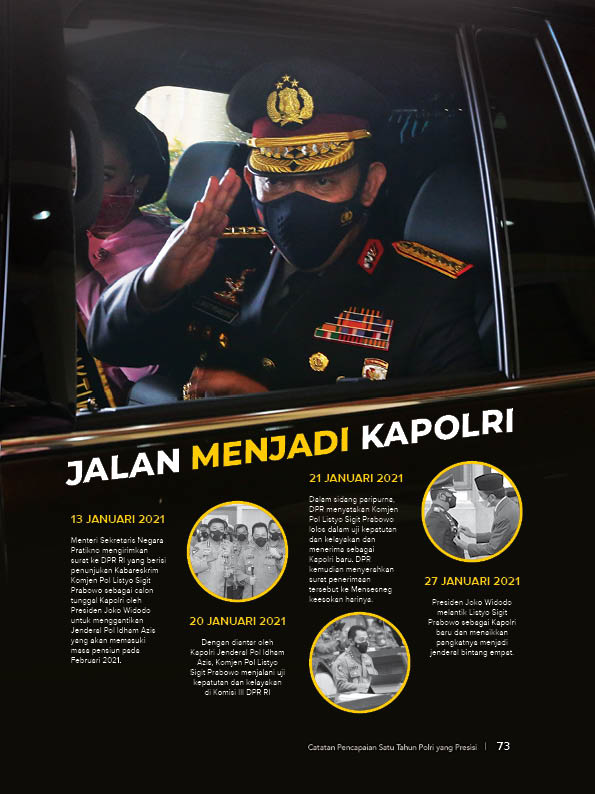 JALAN MENJADI KAPOLRI
13 JANUARI 2021
Menteri Sekretaris Negara
Pratikno mengirimkan
surat ke DPR RI yang berisi
penunjukan Kabareskrim
Komjen Pol Listyo Sigit
Prabowo sebagai calon
tunggal Kapolri oleh
Presiden Joko Widodo
untuk menggantikan
Jenderal Pol Idham Azis
yang akan memasuki
masa pensiun pada
Februari 2021.
20 JANUARI 2021
Dengan diantar oleh
Kapolri Jenderal Pol Idham
Azis, Komjen Pol Listyo
Sigit Prabowo menjalani uji
kepatutan dan kelayakan
di Komisi III DPR RI
21 JANUARI 2021
Dalam sidang paripurna,
DPR menyatakan Komjen
Pol Listyo Sigit Prabowo
lolos dalam uji kepatutan
dan kelayakan dan
menerima sebagai
Kapolri baru. DPR
kemudian menyerahkan
surat penerimaan
tersebut ke Mensesneg
keesokan harinya.
27 JANUARI 2021
Presiden Joko Widodo
melantik Listyo Sigit
Prabowo sebagai Kapolri
baru dan menaikkan
pangkatnya menjadi
jenderal bintang empat.
Catatan Pencapaian Satu Tahun Polri yang Presisi | 73